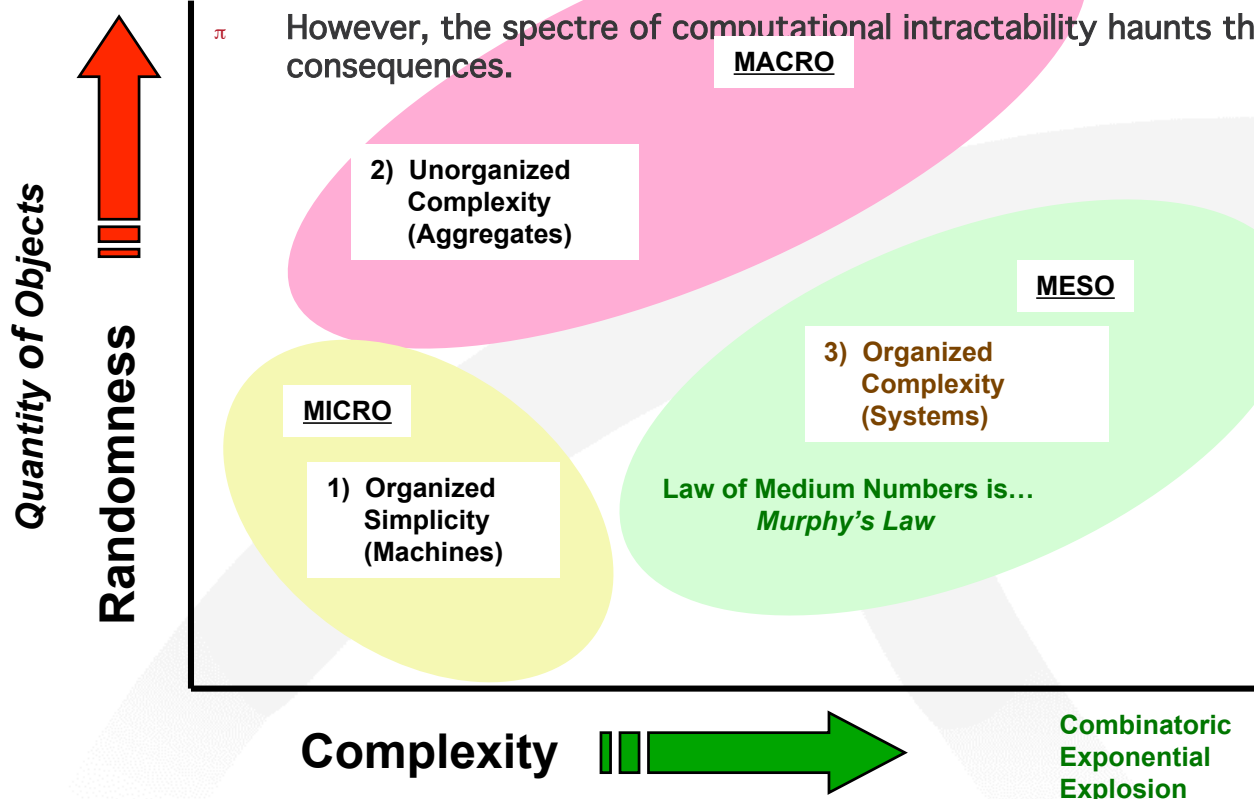 π However, the spectre of computational intractability haunts th
consequences.
MACRO
2) Unorganized
Complexity
(Aggregates)
MESO
3) Organized
Complexity
(Systems)
MICRO
1) Organized
Simplicity
(Machines)
Law of Medium Numbers is…
Murphy's Law
Quantity of Objects
Randomness
Complexity
Combinatoric
Exponential
Explosion